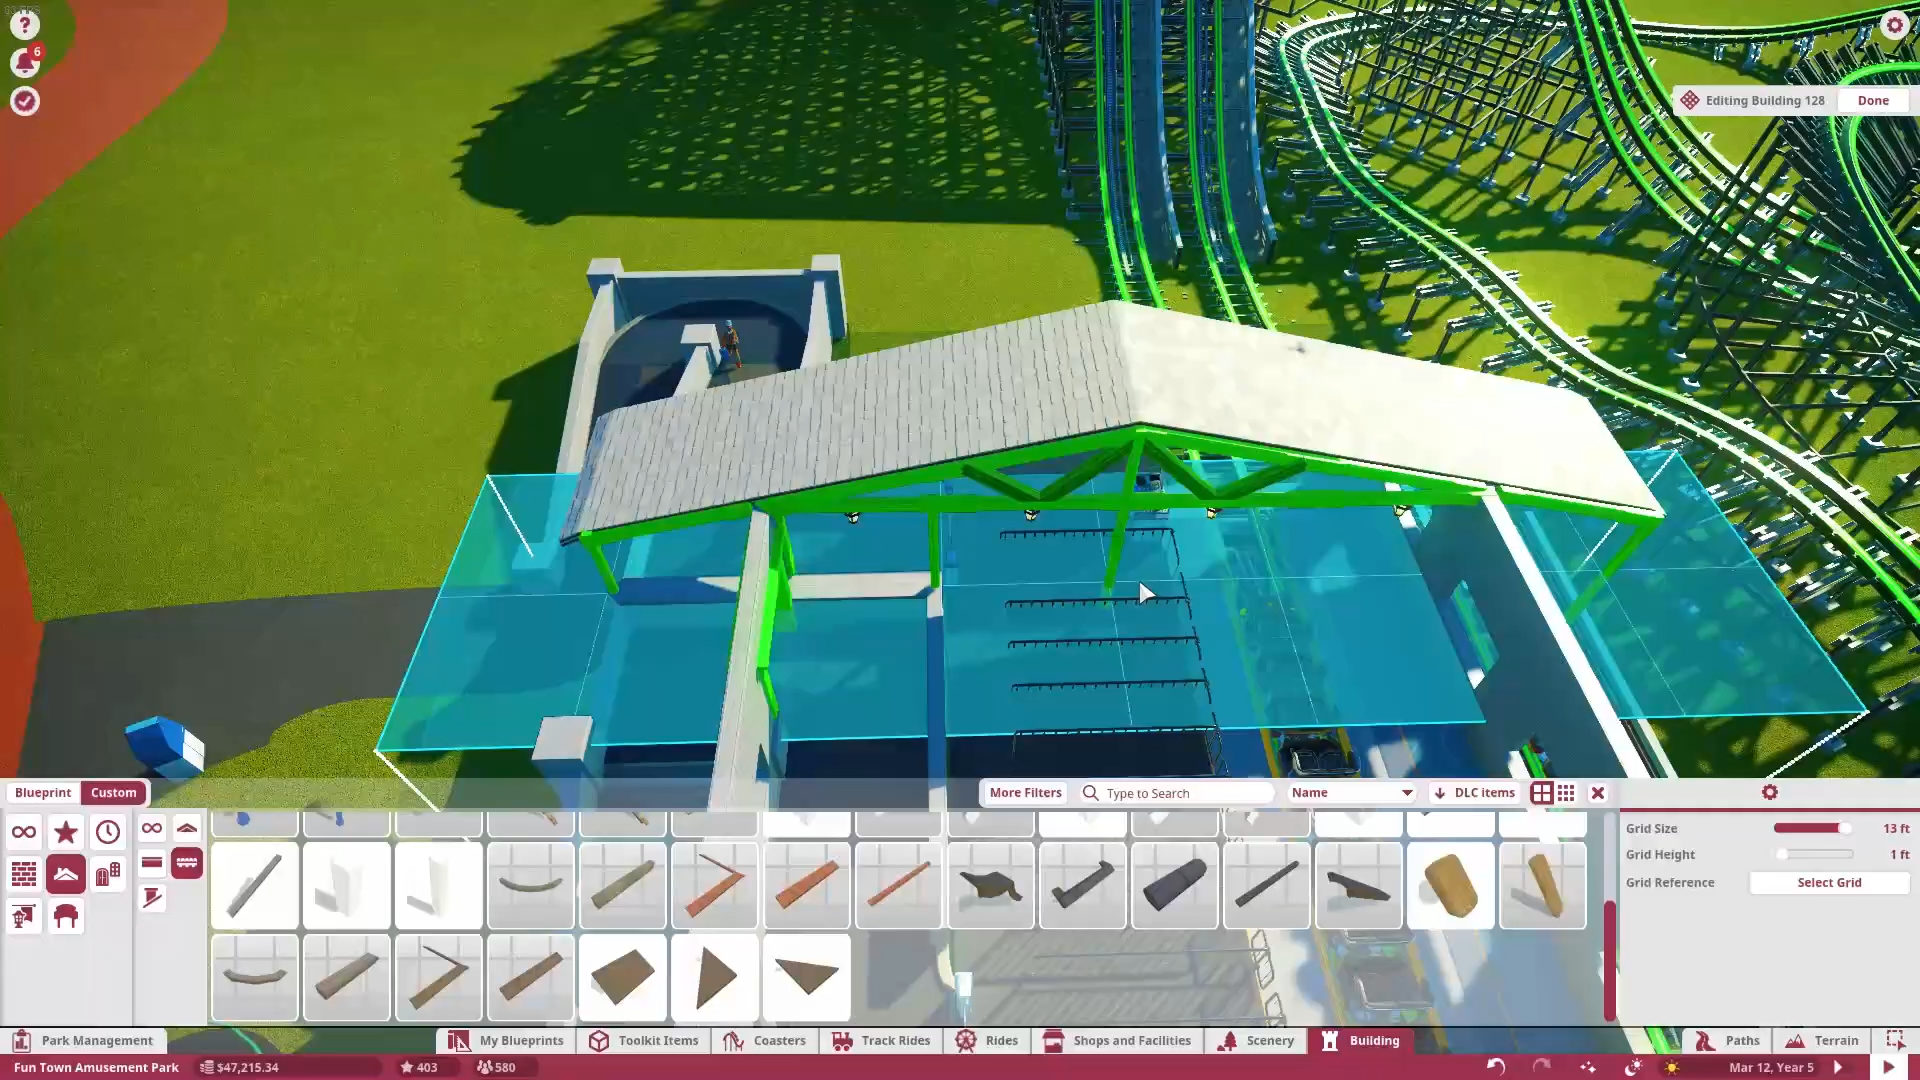 6
Editing Building 128
Done
Blueprint
Custom
More Filters
Type to Search
Name
DLC items
Grid Size
13 ft
Grid Height
1 ft
Grid Reference
Select Grid
Park Management
My Blueprints
Toolkit Items
Coasters
Track Rides
Rides
Shops and Facilities
Scenery
Building
Paths
Terrain
Fun Town Amusement Park
$47,215.34
403
580
Mar 12, Year 5